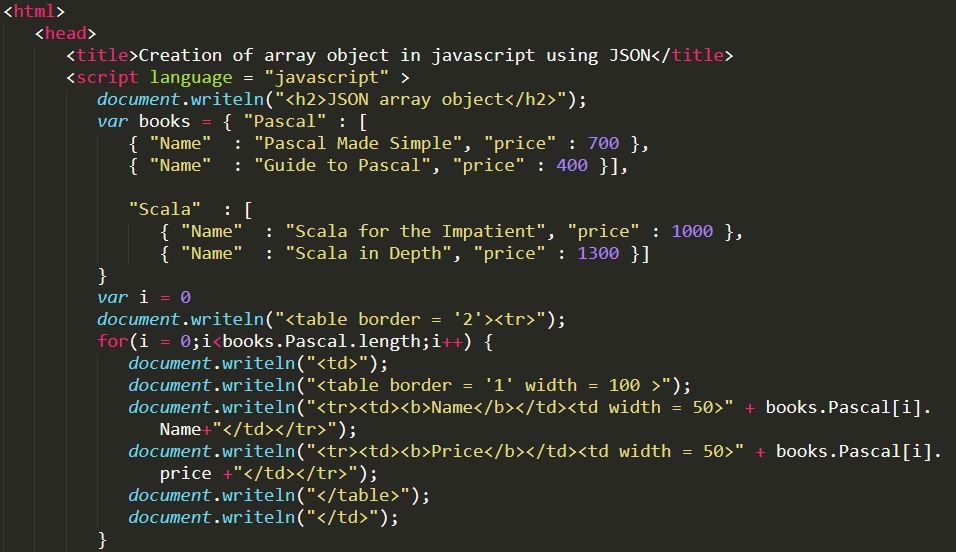 <html>
<head>
<title>Creation of array object in javascript using JSON</title>
<script language = "javascript" >
document.writeln("<h2>JSON array object</h2>");
var books = { "Pascal" : [
{ "Name"  : "Pascal Made Simple", "price" : 700 },
{ "Name"  : "Guide to Pascal", "price" : 400 }],
"Scala"  : [
{ "Name"  : "Scala for the Impatient", "price" : 1000 },
{ "Name"  : "Scala in Depth", "price" : 1300 }]
}
var i = 0
document.writeln("<table border = '2'><tr>");
for(i = 0;i<books.Pascal.length;i++) {
document.writeln("<td>");
document.writeln("<table border = '1' width = 100 >");
document.writeln("<tr><td><b>Name</b></td><td width = 50>" + books.Pascal[i].
Name+"</td></tr>");
document.writeln("<tr><td><b>Price</b></td><td width = 50>" + books.Pascal[i].
price +"</td></tr>");
document.writeln("</table>");
document.writeln("</td>");
}